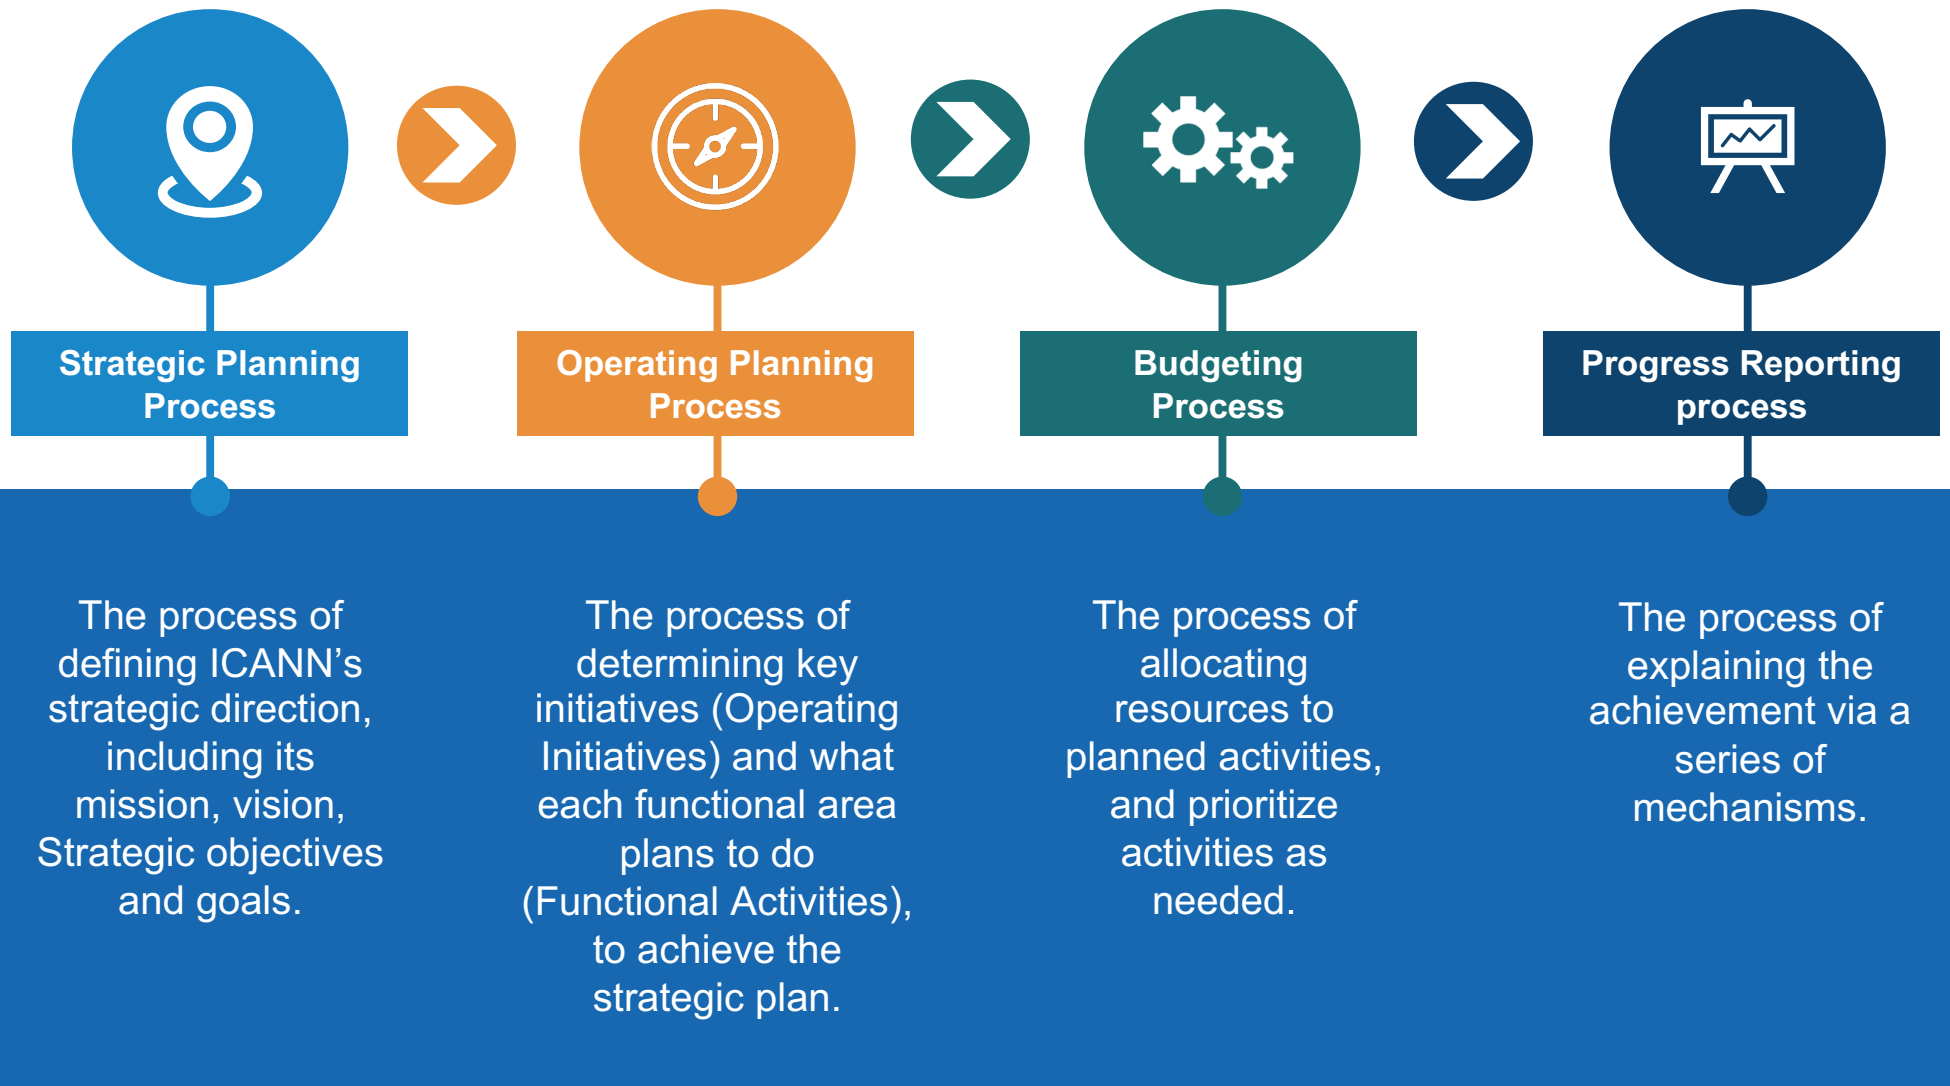 Strategic Planning
Process
Operating Planning
Process
Budgeting
Process
Progress Reporting
process
The process of
defining ICANN’s
strategic direction,
including its
mission, vision,
Strategic objectives
and goals.
The process of
determining key
initiatives (Operating
Initiatives) and what
each functional area
plans to do
(Functional Activities),
to achieve the
strategic plan.
The process of
allocating
resources to
planned activities,
and prioritize
activities as
needed.
The process of
explaining the
achievement via a
series of
mechanisms.